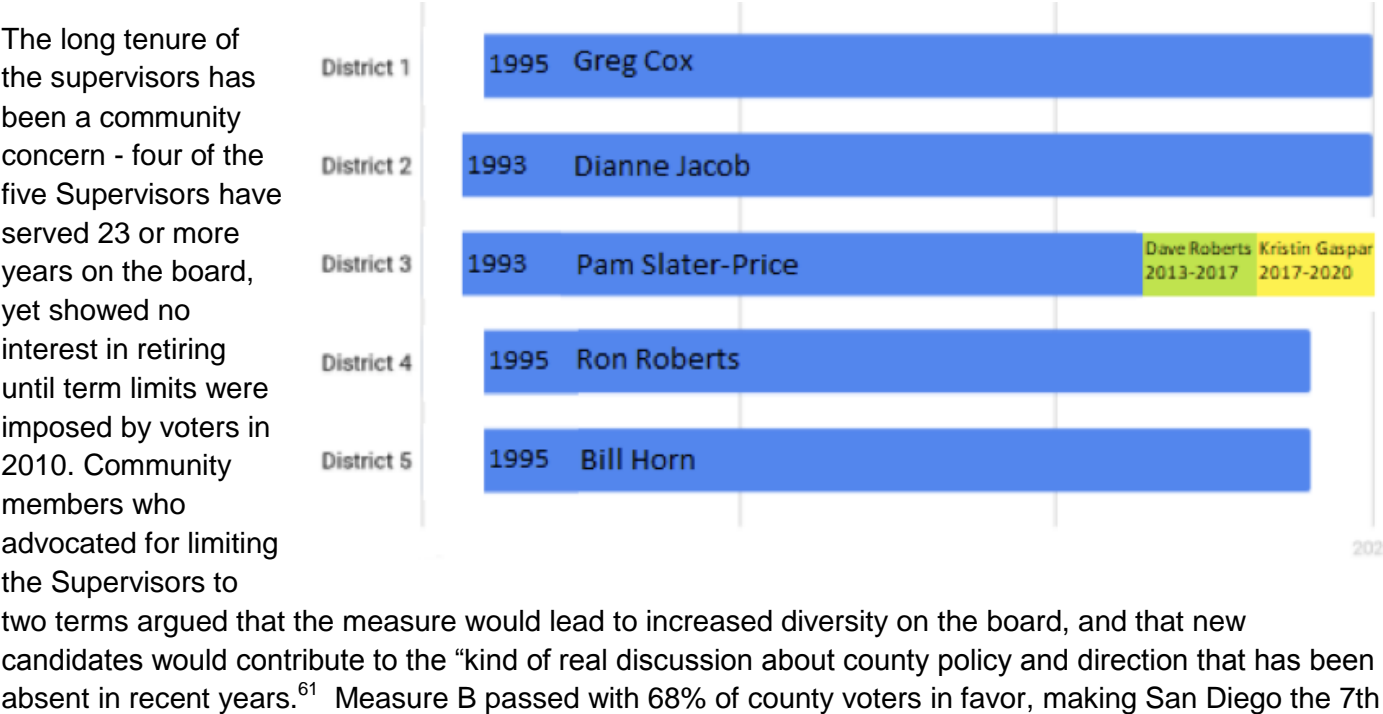 The long tenure of
the supervisors has
been a community
concern - four of the
five Supervisors have
served 23 or more
years on the board,
yet showed no
interest in retiring
until term limits were
imposed by voters in
2010. Community
members who
advocated for limiting
the Supervisors to
District 1 1995 Greg Cox
District 2 1993 Dianne Jacob
District 3 1993 Pam Slater-Price
Dave Roberts
2013-2017
Kristin Gaspar
2017-2020
District 4 1995 Ron Roberts
District 5 1995 Bill Horn
202
two terms argued that the measure would lead to increased diversity on the board, and that new
candidates would contribute to the “kind of real discussion about county policy and direction that has been
absent in recent years.⁶¹ Measure B passed with 68% of county voters in favor, making San Diego the 7th